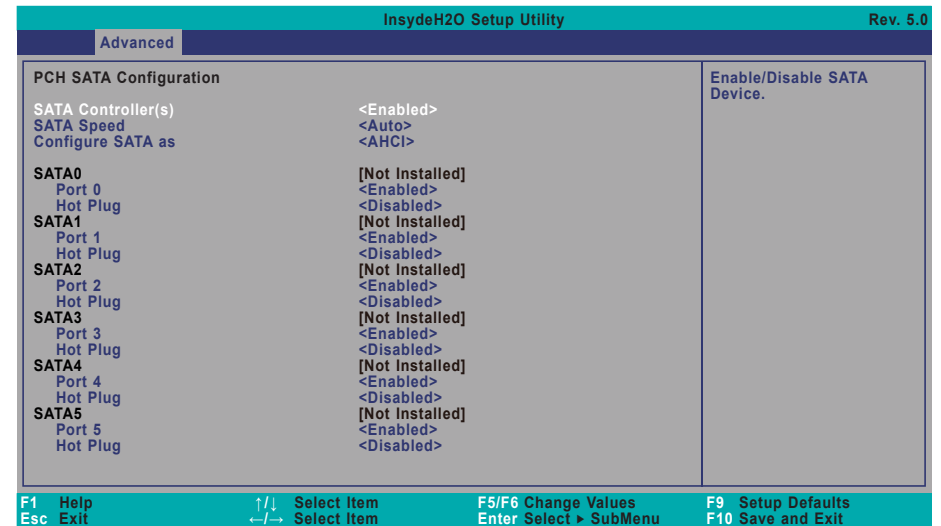 InsydeH2O Setup Utility Rev. 5.0
Advanced
PCH SATA Configuration
SATA Controller(s) <Enabled>
SATA Speed <Auto>
Configure SATA as <AHCI>
SATA0 [Not Installed]
Port 0 <Enabled>
Hot Plug <Disabled>
SATA1 [Not Installed]
Port 1 <Enabled>
Hot Plug <Disabled>
SATA2 [Not Installed]
Port 2 <Enabled>
Hot Plug <Disabled>
SATA3 [Not Installed]
Port 3 <Enabled>
Hot Plug <Disabled>
SATA4 [Not Installed]
Port 4 <Enabled>
Hot Plug <Disabled>
SATA5 [Not Installed]
Port 5 <Enabled>
Hot Plug <Disabled>
Enable/Disable SATA
Device.
F1 Help ↑/↓ Select Item F5/F6 Change Values F9 Setup Defaults
Esc Exit ←/→ Select Item Enter Select ▶ SubMenu F10 Save and Exit